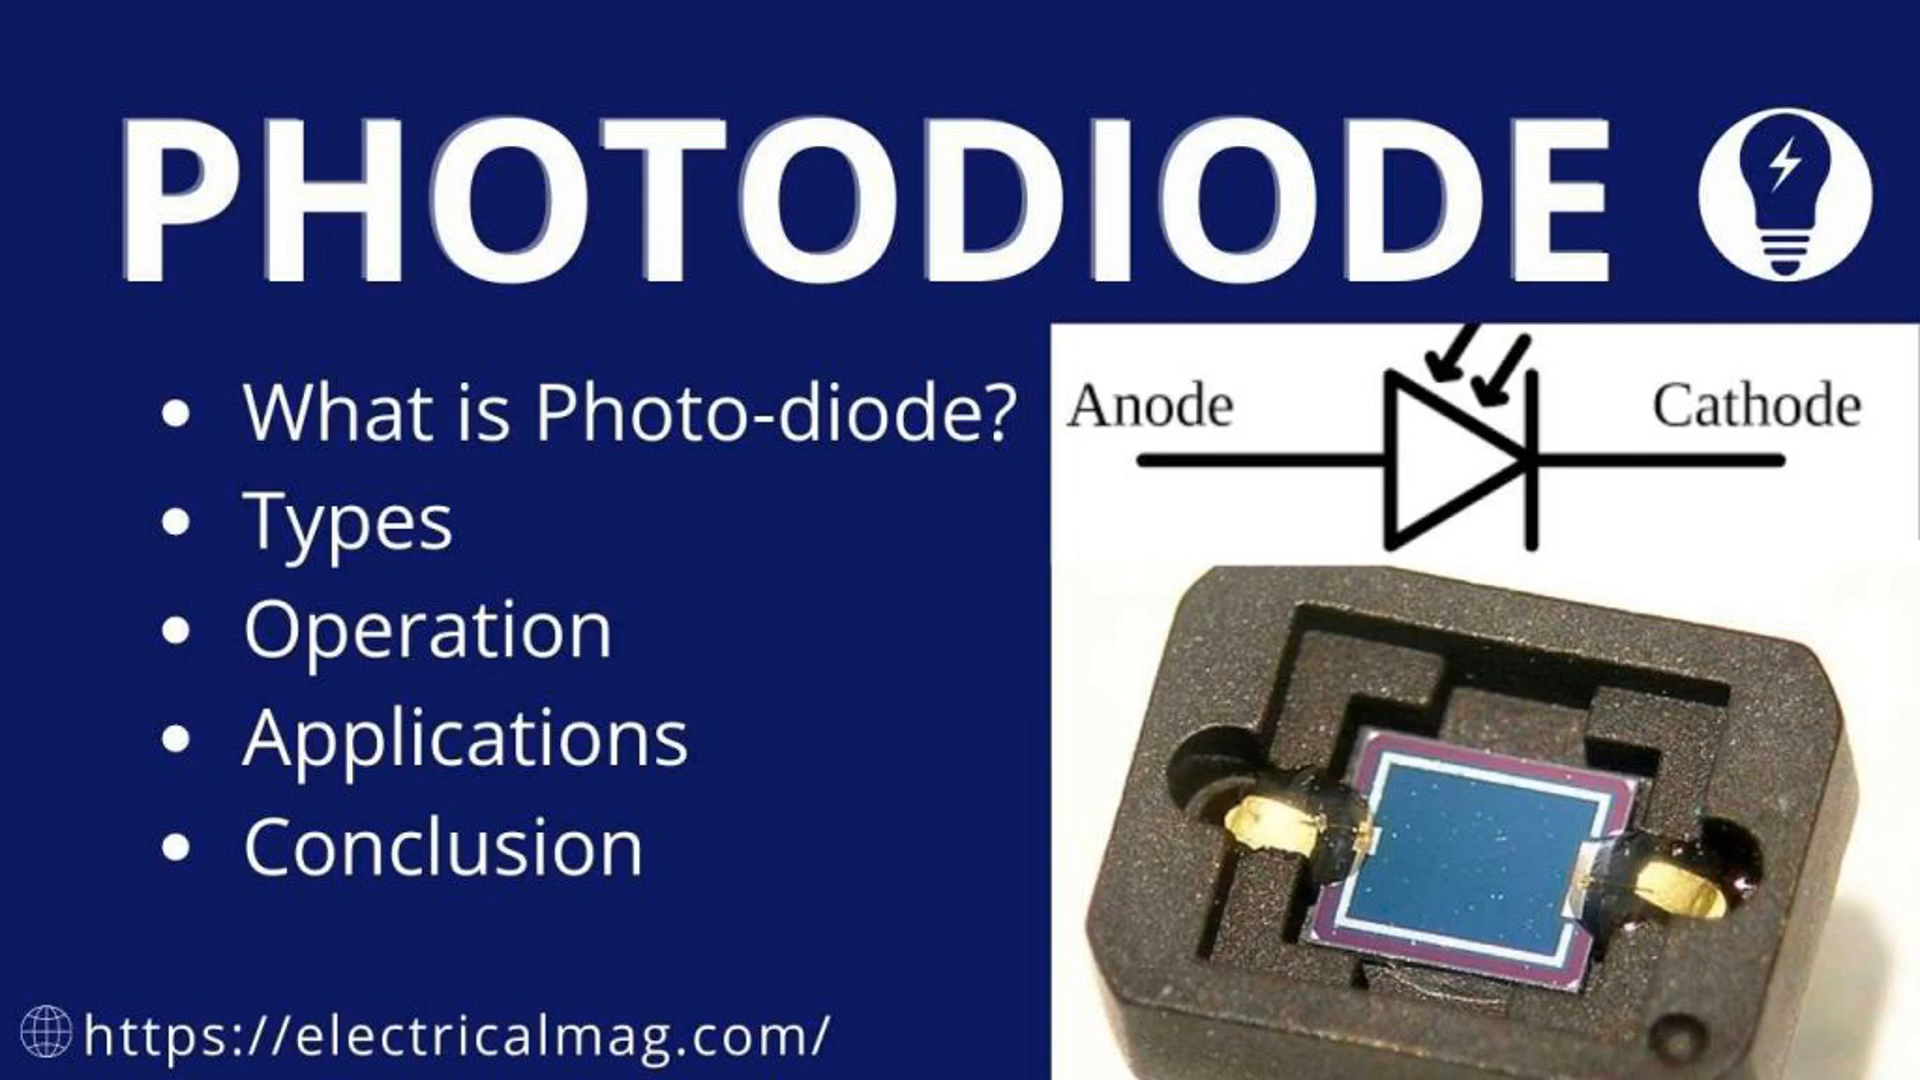 PHOTODIODE
• What is Photo-diode?
• Types
• Operation
• Applications
• Conclusion
Anode
Cathode
https://electricalmag.com/